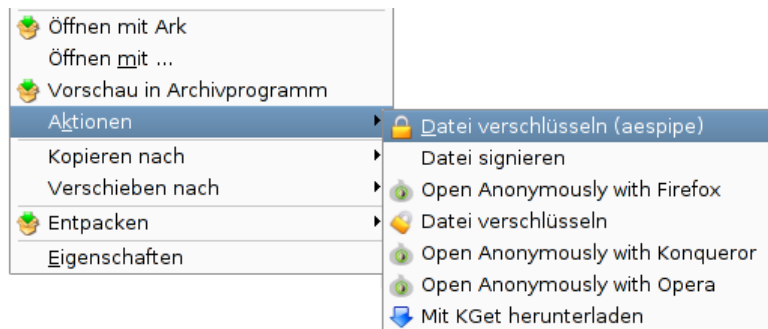 Öffnen mit Ark
Öffnen mit ...
Vorschau in Archivprogramm
Aktionen
Kopieren nach
Verschieben nach
Entpacken
Eigenschaften
Datei verschlüsseln (aespipe)
Datei signieren
Open Anonymously with Firefox
Datei verschlüsseln
Open Anonymously with Konqueror
Open Anonymously with Opera
Mit KGet herunterladen